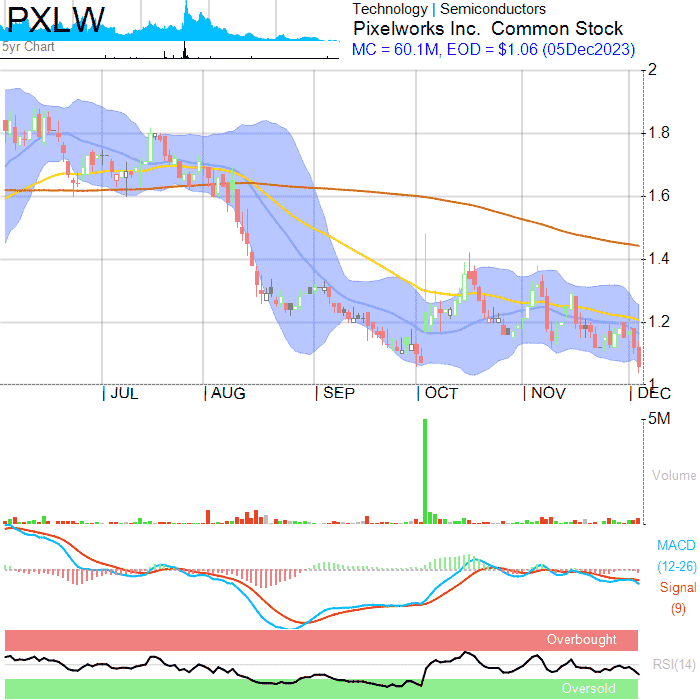 PXLW
5yr Chart
Technology | Semiconductors
Pixelworks Inc.  Common Stock
MC = 60.1M, EOD = $1.06 (05Dec2023)
2
1.8
1.6
1.4
1.2
1
JUL AUG SEP OCT NOV DEC
5M
Volume
MACD
(12-26)
Signal
(9)
Overbought
RSI(14)
Oversold